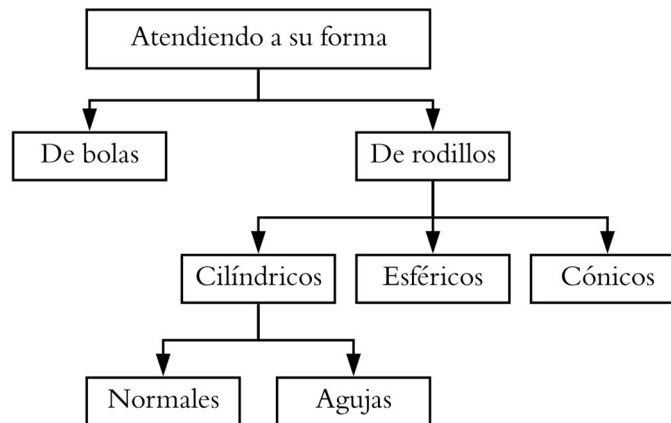 Atendiendo a su forma
De bolas
De rodillos
Cilíndricos
Esféricos
Cónicos
Normales
Agujas